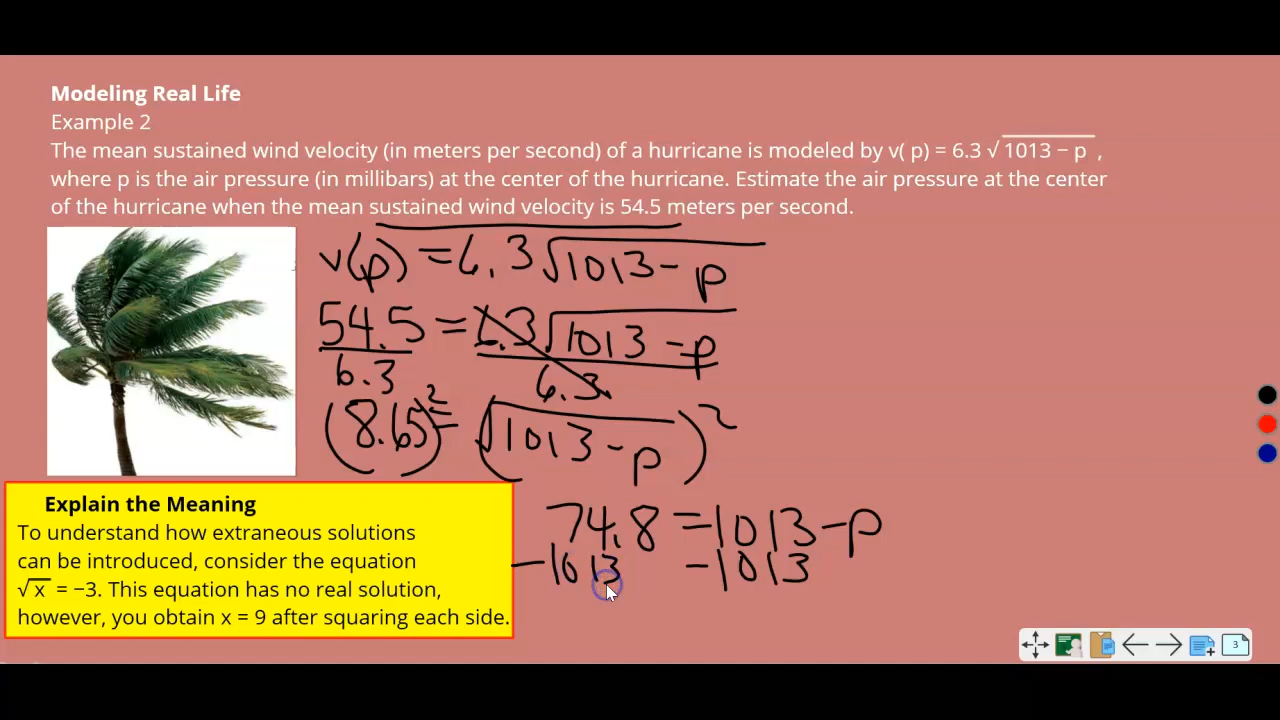 Modeling Real Life
Example 2
The mean sustained wind velocity (in meters per second) of a hurricane is modeled by v( p) = 6.3 √ 1013 − p ,
where p is the air pressure (in millibars) at the center of the hurricane. Estimate the air pressure at the center
of the hurricane when the mean sustained wind velocity is 54.5 meters per second.
v(p) = 6.3 √1013 − p
54.5 = 6.3 √1013 − p
6.3 6.3
(8.65)² = (√1013 − p)²
74.8 = 1013 − p
−1013 −1013
Explain the Meaning
To understand how extraneous solutions
can be introduced, consider the equation
√x = −3. This equation has no real solution,
however, you obtain x = 9 after squaring each side.
3